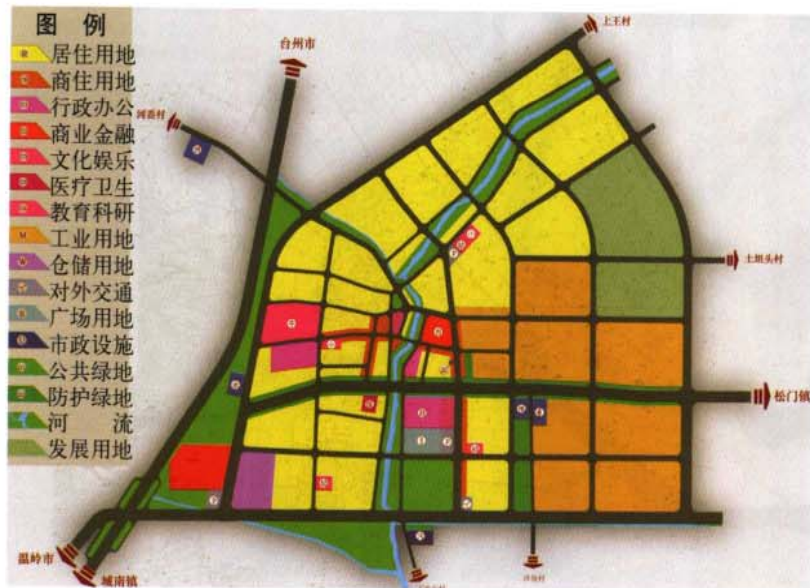 图 例
居住用地
商住用地
行政办公
商业金融
文化娱乐
医疗卫生
教育科研
工业用地
仓储用地
对外交通
广场用地
市政设施
公共绿地
防护绿地
河 流
发展用地
台州市
上王村
松门镇
温岭市
城南镇